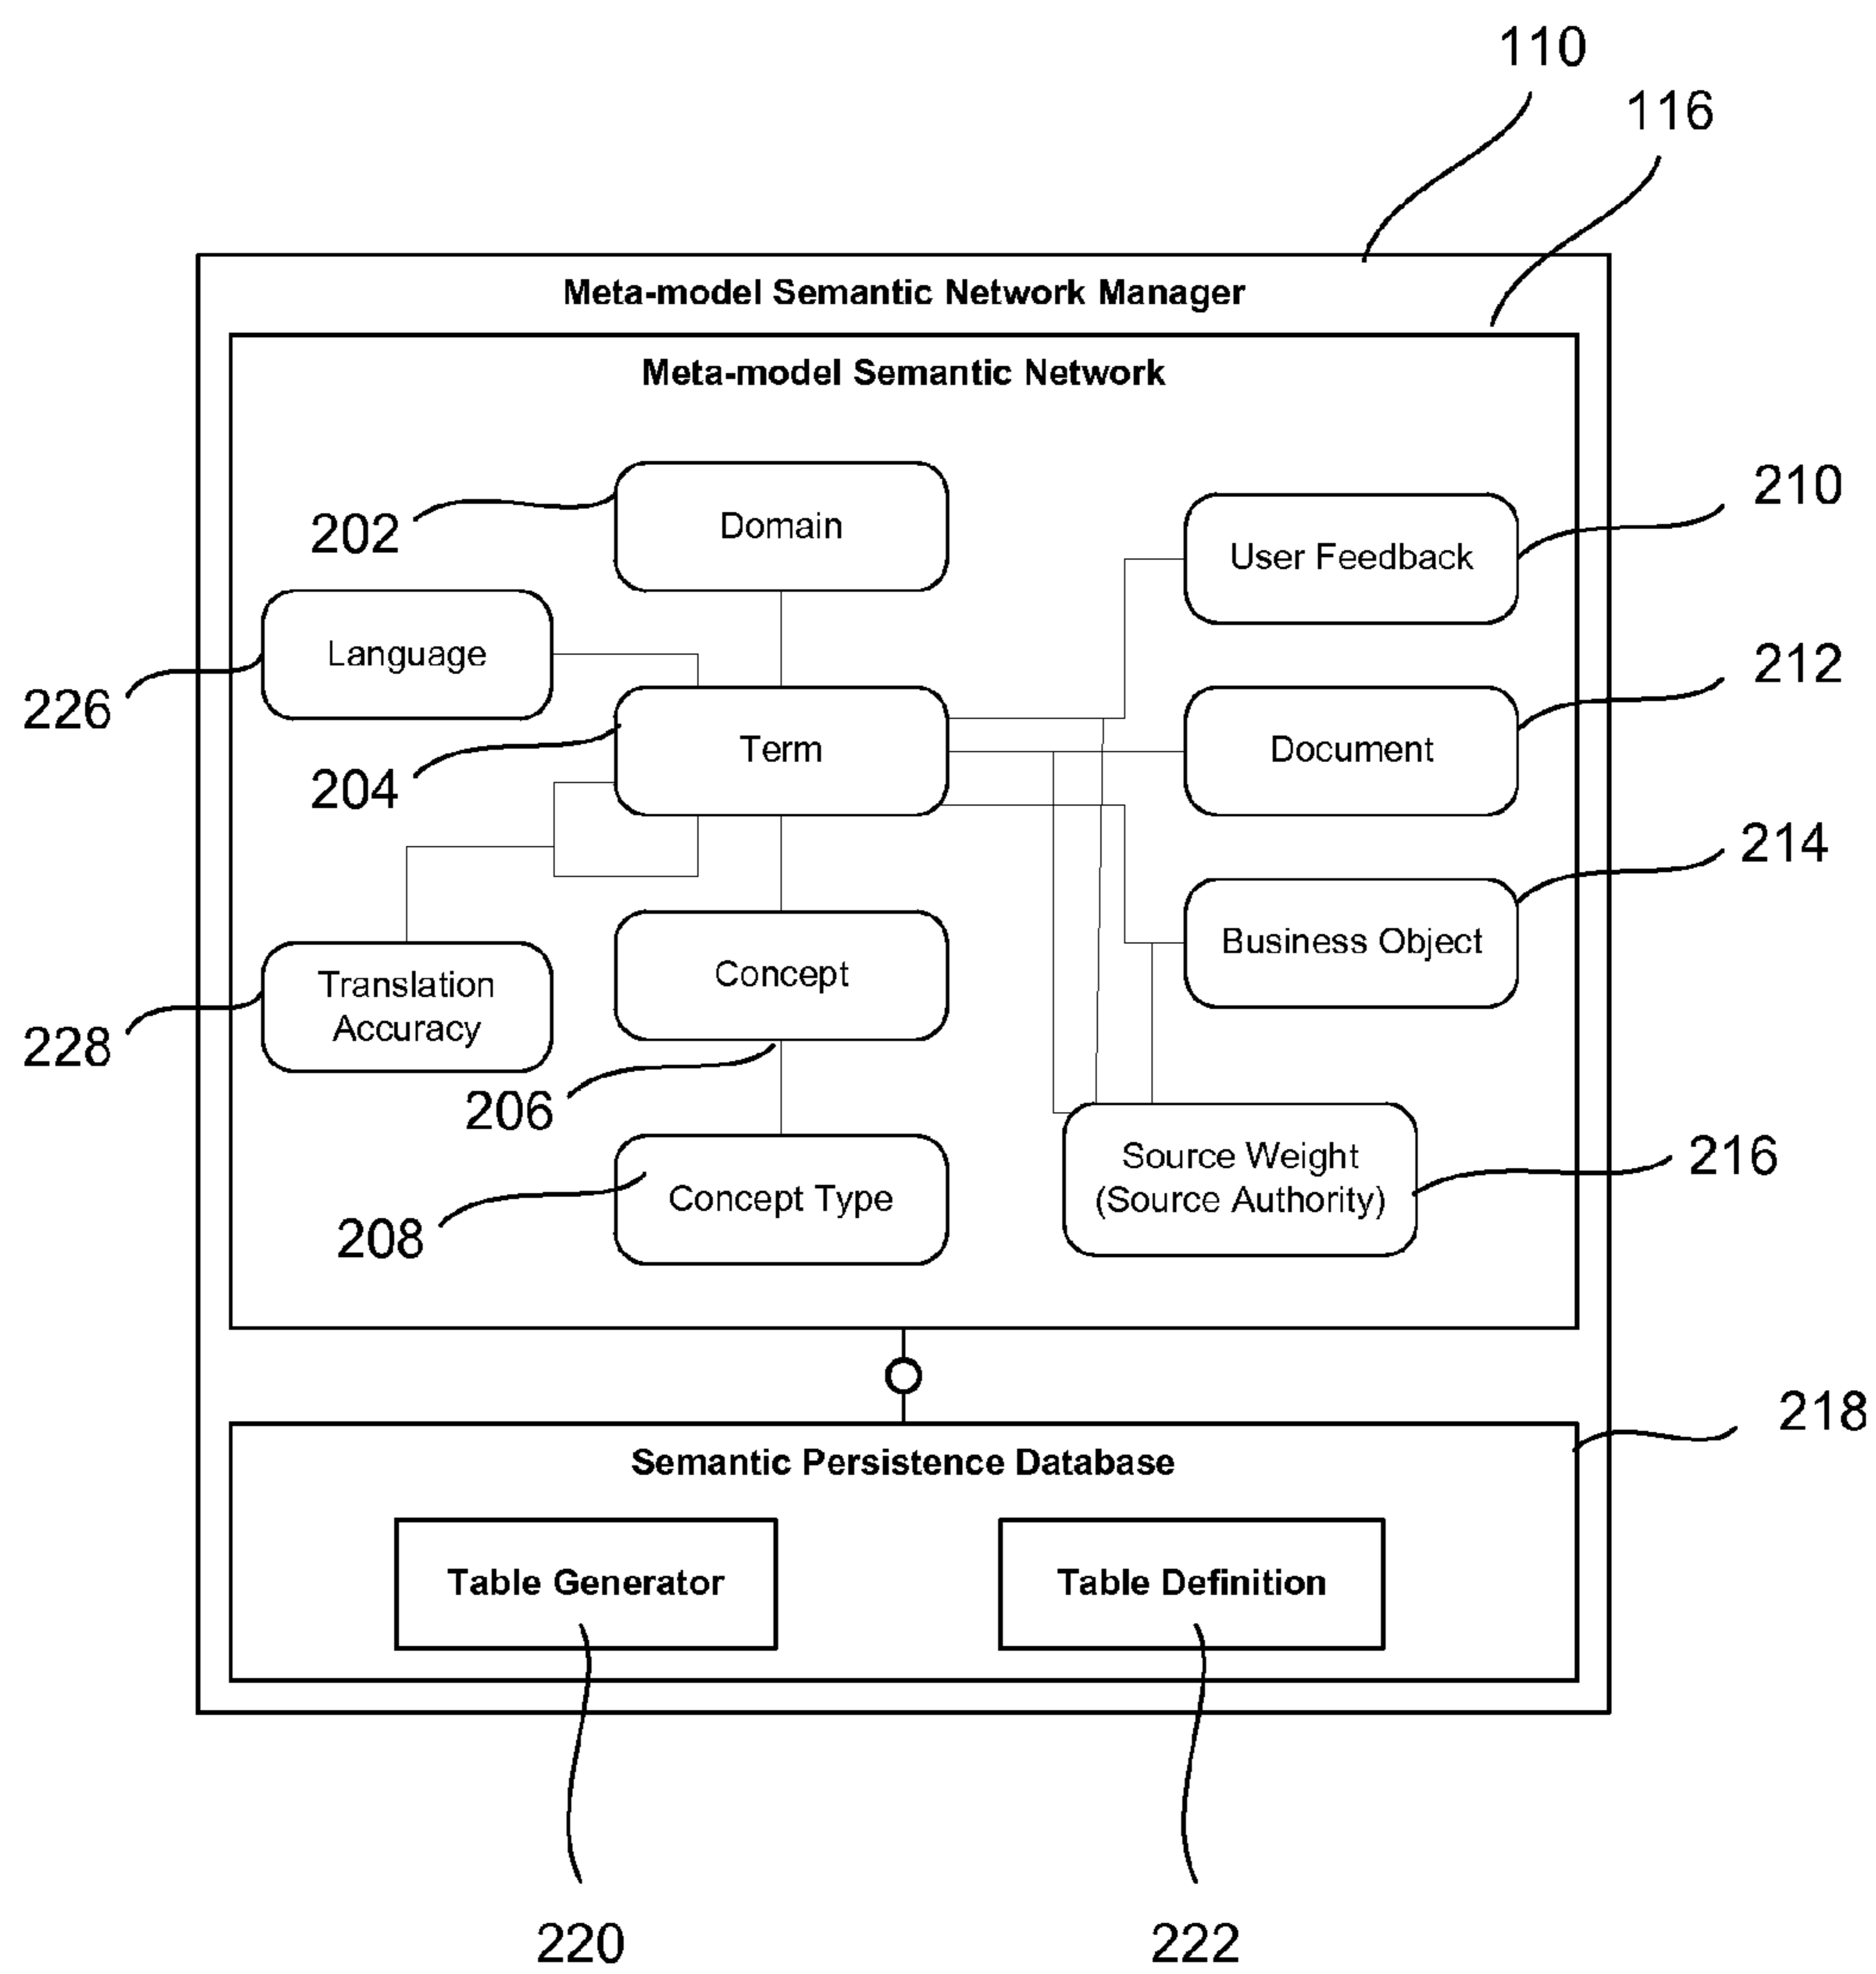 110
116
Meta-model Semantic Network Manager
Meta-model Semantic Network
202
Domain
User Feedback
210
Language
226
204
Term
Document
212
214
Business Object
Translation
Accuracy
228
Concept
206
208
Concept Type
Source Weight
(Source Authority)
216
218
Semantic Persistence Database
Table Generator
Table Definition
220
222